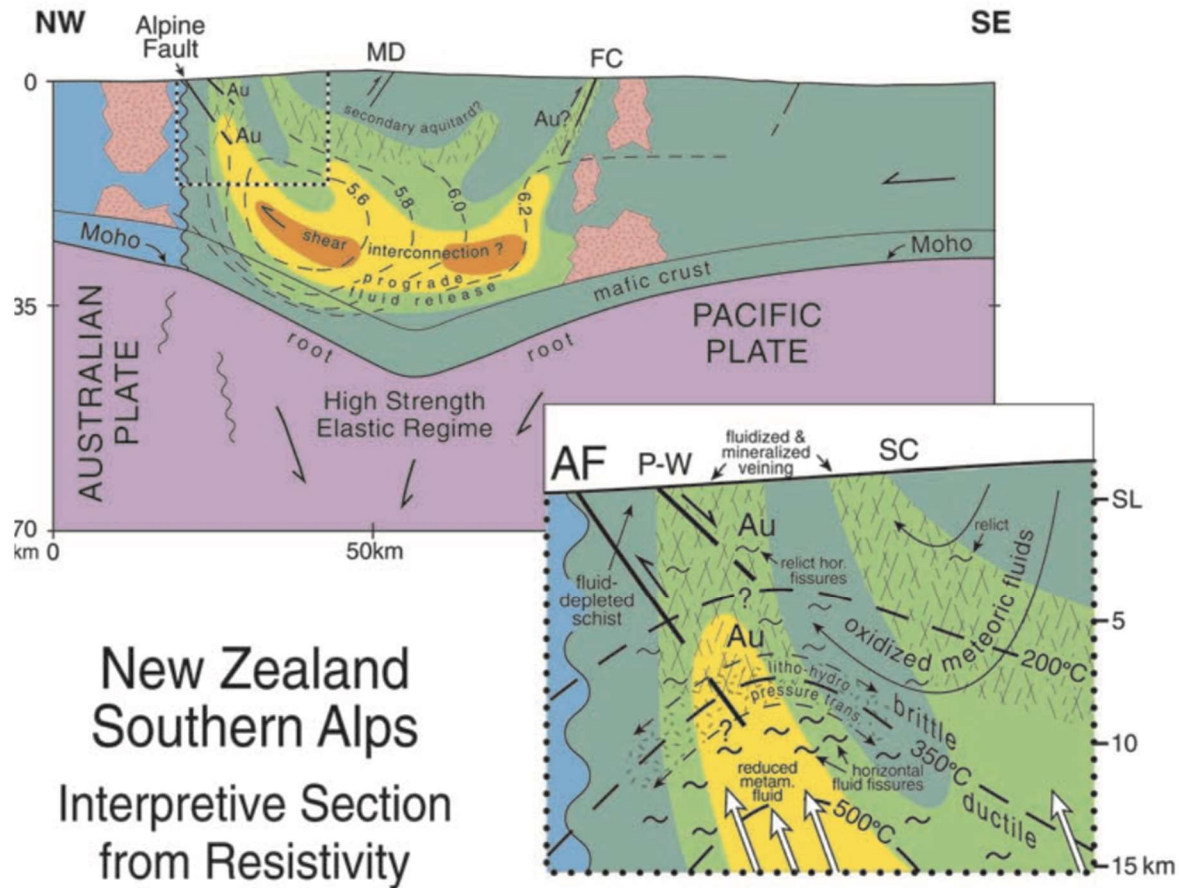 NW
SE
Alpine
Fault
MD
FC
0
Au
Au
secondary aquitard?
Au?
5.6
5.8
6.0
6.2
shear
interconnection ?
prograde
fluid release
Moho
Moho
mafic crust
35
root
root
AUSTRALIAN
PLATE
PACIFIC
PLATE
High Strength
Elastic Regime
70
km 0
50km
New Zealand
Southern Alps
Interpretive Section
from Resistivity
AF
P-W
fluidized &
mineralized
veining
SC
SL
Au
relict
relict hor.
fissures
fluid-
depleted
schist
?
5
Au
oxidized meteoric fluids
200°C
litho-hydro
pressure trans.
brittle
?
350°C
10
reduced
metam.
fluid
horizontal
fluid fissures
ductile
500°C
15 km